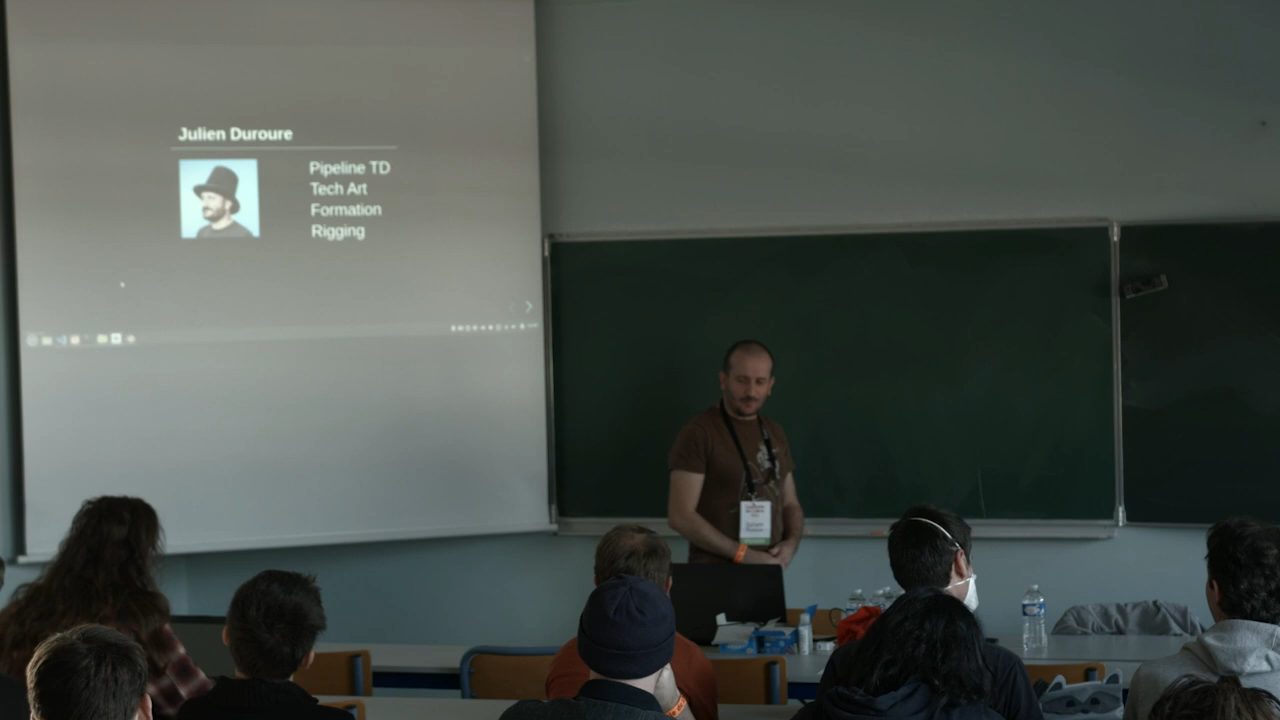 Julien Duroure
Pipeline TD
Tech Art
Formation
Rigging